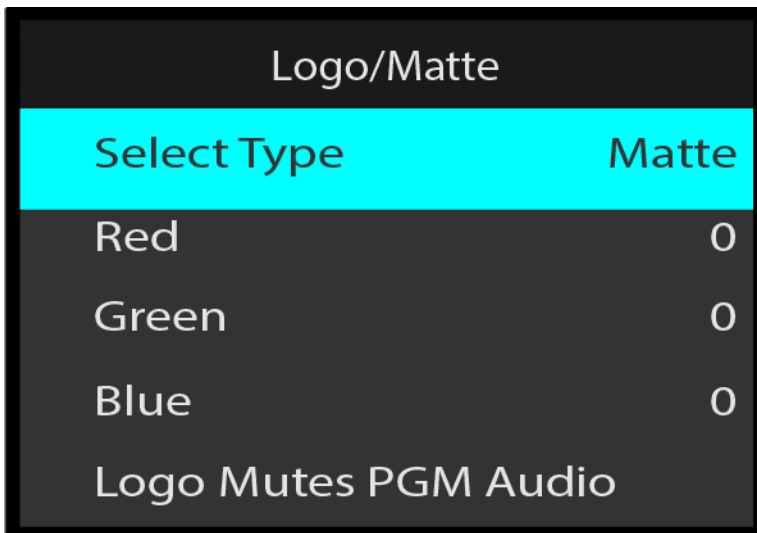 Logo/Matte
Select Type Matte
Red 0
Green 0
Blue 0
Logo Mutes PGM Audio